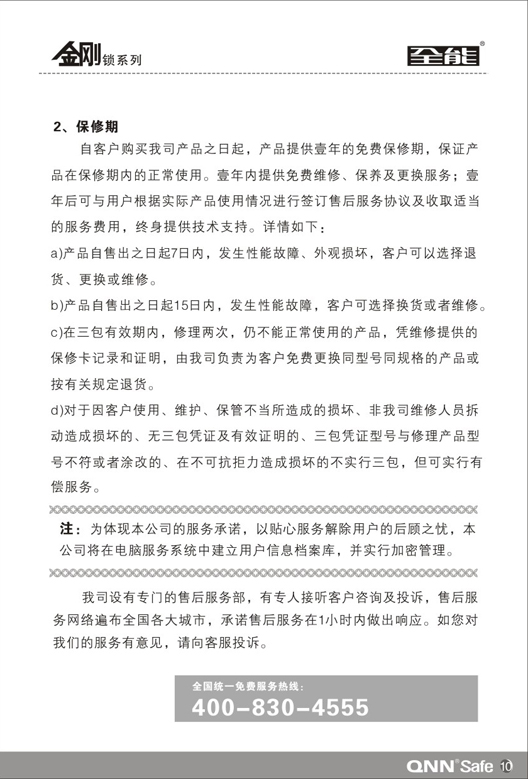 金刚锁系列
全能®
2、保修期
自客户购买我司产品之日起，产品提供壹年的免费保修期，保证产
品在保修期内的正常使用。壹年内提供免费维修、保养及更换服务；壹
年后可与用户根据实际产品使用情况进行签订售后服务协议及收取适当
的服务费用，终身提供技术支持。详情如下：
a)产品自售出之日起7日内，发生性能故障、外观损坏，客户可以选择退
货、更换或维修。
b)产品自售出之日起15日内，发生性能故障，客户可选择换货或者维修。
c)在三包有效期内，修理两次，仍不能正常使用的产品，凭维修提供的
保修卡记录和证明，由我司负责为客户免费更换同型号同规格的产品或
按有关规定退货。
d)对于因客户使用、维护、保管不当所造成的损坏、非我司维修人员拆
动造成损坏的、无三包凭证及有效证明的、三包凭证型号与修理产品型
号不符或者涂改的、在不可抗拒力造成损坏的不实行三包，但可实行有
偿服务。
注：为体现本公司的服务承诺，以贴心服务解除用户的后顾之忧，本
公司将在电脑服务系统中建立用户信息档案库，并实行加密管理。
我司设有专门的售后服务部，有专人接听客户咨询及投诉，售后服
务网络遍布全国各大城市，承诺售后服务在1小时内做出响应。如您对
我们的服务有意见，请向客服投诉。
全国统一免费服务热线：
400-830-4555
QNN®Safe 10